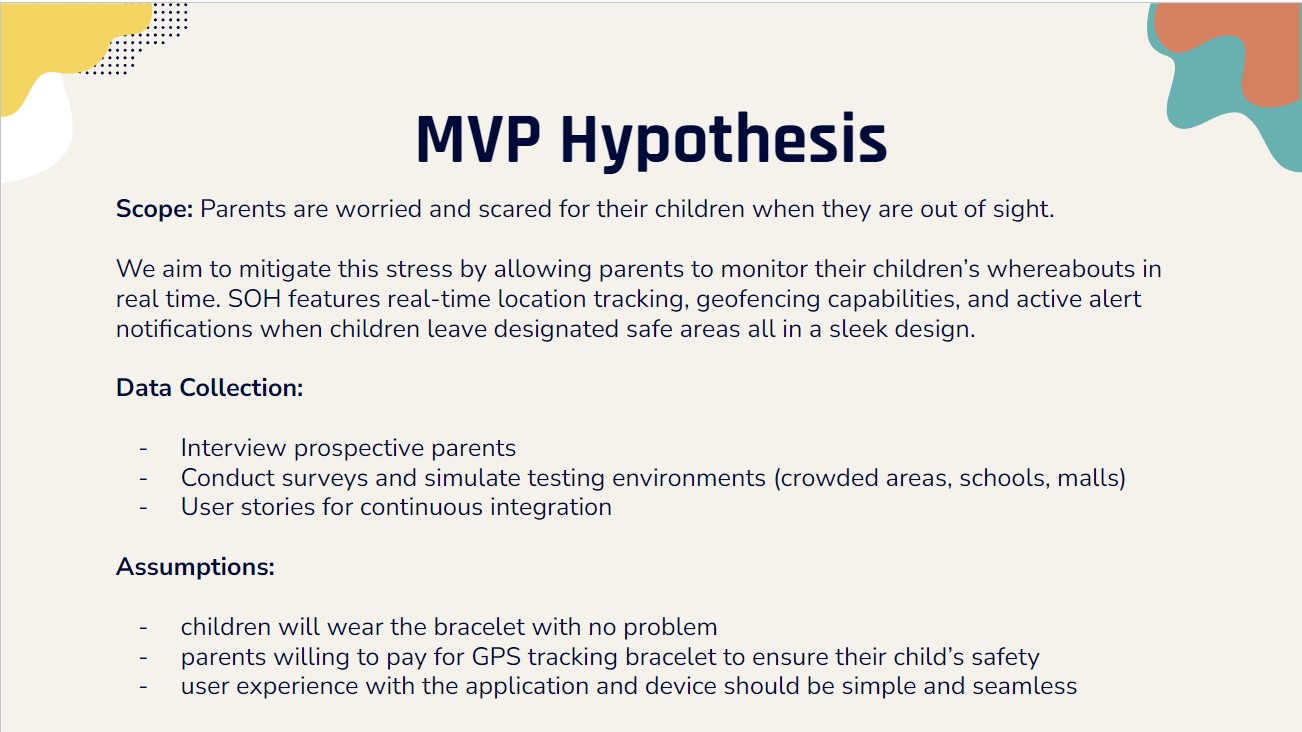 MVP Hypothesis
Scope: Parents are worried and scared for their children when they are out of sight.
We aim to mitigate this stress by allowing parents to monitor their children’s whereabouts in
real time. SOH features real-time location tracking, geofencing capabilities, and active alert
notifications when children leave designated safe areas all in a sleek design.
Data Collection:
- Interview prospective parents
- Conduct surveys and simulate testing environments (crowded areas, schools, malls)
- User stories for continuous integration
Assumptions:
- children will wear the bracelet with no problem
- parents willing to pay for GPS tracking bracelet to ensure their child’s safety
- user experience with the application and device should be simple and seamless